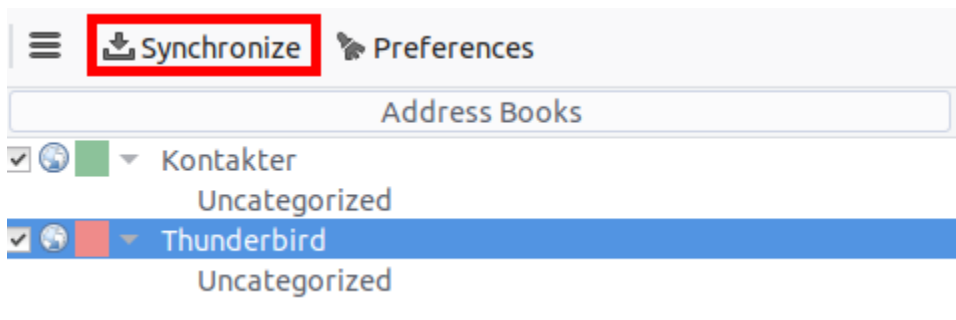 Synchronize Preferences
Address Books
Kontakter
Uncategorized
Thunderbird
Uncategorized